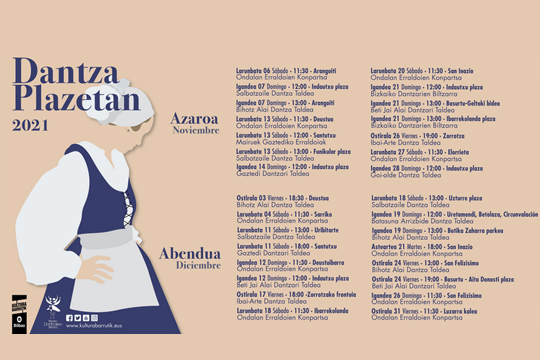 Dantza
Plazetan
2021
Azaroa
Noviembre
Larunbata 06 Sábado - 11:30 - Arangoiti
Ondalan Erraldoien Konpartsa
Igandea 07 Domingo - 12:00 - Indautxu plaza
Salbatzaile Dantza Taldea
Igandea 07 Domingo - 13:00 - Arangoiti
Bihotz Alai Dantza Taldea
Larunbata 13 Sábado - 11:30 - Deustua
Ondalan Erraldoien Konpartsa
Larunbata 13 Sábado - 12:00 - Santutxu
Mairuek Gaztediko Erraldoiak
Larunbata 13 Sábado - 13:00 - Funikular plaza
Salbatzaile Dantza Taldea
Igandea 14 Domingo - 12:00 - Indautxu plaza
Gaztedi Dantzari Taldea
Larunbata 20 Sábado - 11:30 - San Inazio
Ondalan Erraldoien Konpartsa
Igandea 21 Domingo - 12:00 - Indautxu plaza
Bizkaiko Dantzarien Biltzarra
Igandea 21 Domingo - 13:00 - Basurtu-Geltoki bidea
Beti Jai Alai Dantzari Taldea
Igandea 21 Domingo - 13:00 - Ibarrekolanda plaza
Bizkaiko Dantzarien Biltzarra
Ostirala 26 Viernes - 19:00 - Zorrotza
Ibai-Arte Dantza Taldea
Larunbata 27 Sábado - 11:30 - Elorrieta
Ondalan Erraldoien Konpartsa
Igandea 28 Domingo - 12:00 - Indautxu plaza
Goi-alde Dantza Taldea
Abendua
Diciembre
Ostirala 03 Viernes - 18:30 - Deustua
Bihotz Alai Dantza Taldea
Larunbata 04 Sábado - 11:30 - Sarriko
Ondalan Erraldoien Konpartsa
Larunbata 11 Sábado - 13:00 - Uribitarte
Salbatzaile Dantza Taldea
Larunbata 11 Sábado - 18:00 - Santutxu
Gaztedi Dantzari Taldea
Igandea 12 Domingo - 11:30 - Deustuibarra
Ondalan Erraldoien Konpartsa
Igandea 12 Domingo - 12:00 - Indautxu plaza
Beti Jai Alai Dantzari Taldea
Ostirala 17 Viernes - 18:00 - Zorrotzako frontoia
Ibai-Arte Dantza Taldea
Larunbata 18 Sábado - 11:30 - Ibarrekolanda
Ondalan Erraldoien Konpartsa
Larunbata 18 Sábado - 13:00 - Uztarra plaza
Salbatzaile Dantza Taldea
Igandea 19 Domingo - 12:00 - Uretamendi, Betolaza, Circunvalación
Batasuna Arrizbide Dantza Taldea
Igandea 19 Domingo - 13:00 - Botika Zaharra parkea
Bihotz Alai Dantza Taldea
Asteartea 21 Martes - 18:00 - San Inazio
Ondalan Erraldoien Konpartsa
Ostirala 24 Viernes - 13:00 - San Felizisimo
Bihotz Alai Dantza Taldea
Ostirala 24 Viernes - 19:00 - Basurtu - Aita Donosti plaza
Beti Jai Alai Dantzari Taldea
Igandea 26 Domingo - 11:30 - San Felizisimo
Ondalan Erraldoien Konpartsa
Ostirala 31 Viernes - 11:30 - Luzarra kalea
Ondalan Erraldoien Konpartsa
Bilbao
www.kulturabarrutik.eus